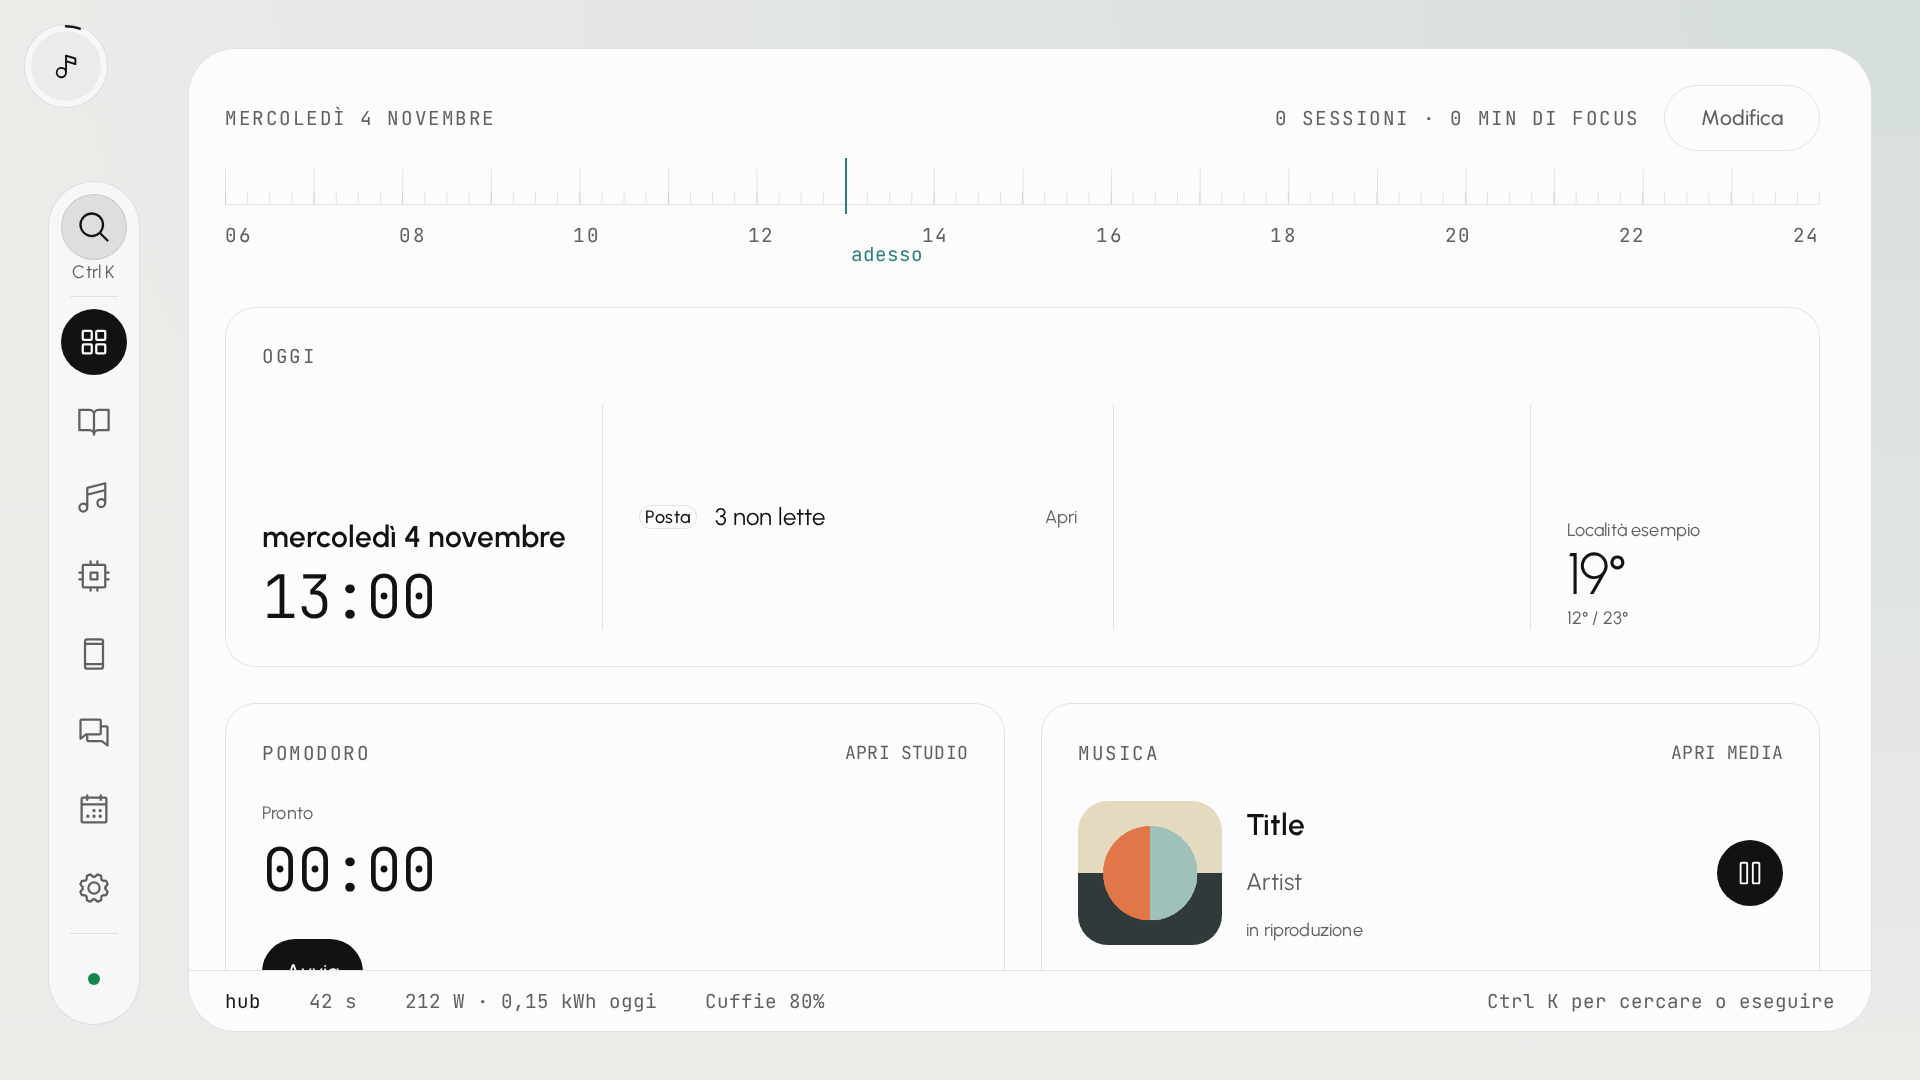 MERCOLEDÌ 4 NOVEMBRE
0 SESSIONI · 0 MIN DI FOCUS
Modifica
06 08 10 12 14 16 18 20 22 24
adesso
Ctrl K
OGGI
mercoledì 4 novembre
13:00
Posta 3 non lette Apri
Località esempio
19°
12° / 23°
POMODORO APRI STUDIO
Pronto
00:00
Avvia
MUSICA APRI MEDIA
Title
Artist
in riproduzione
hub 42 s 212 W · 0,15 kWh oggi Cuffie 80%
Ctrl K per cercare o eseguire